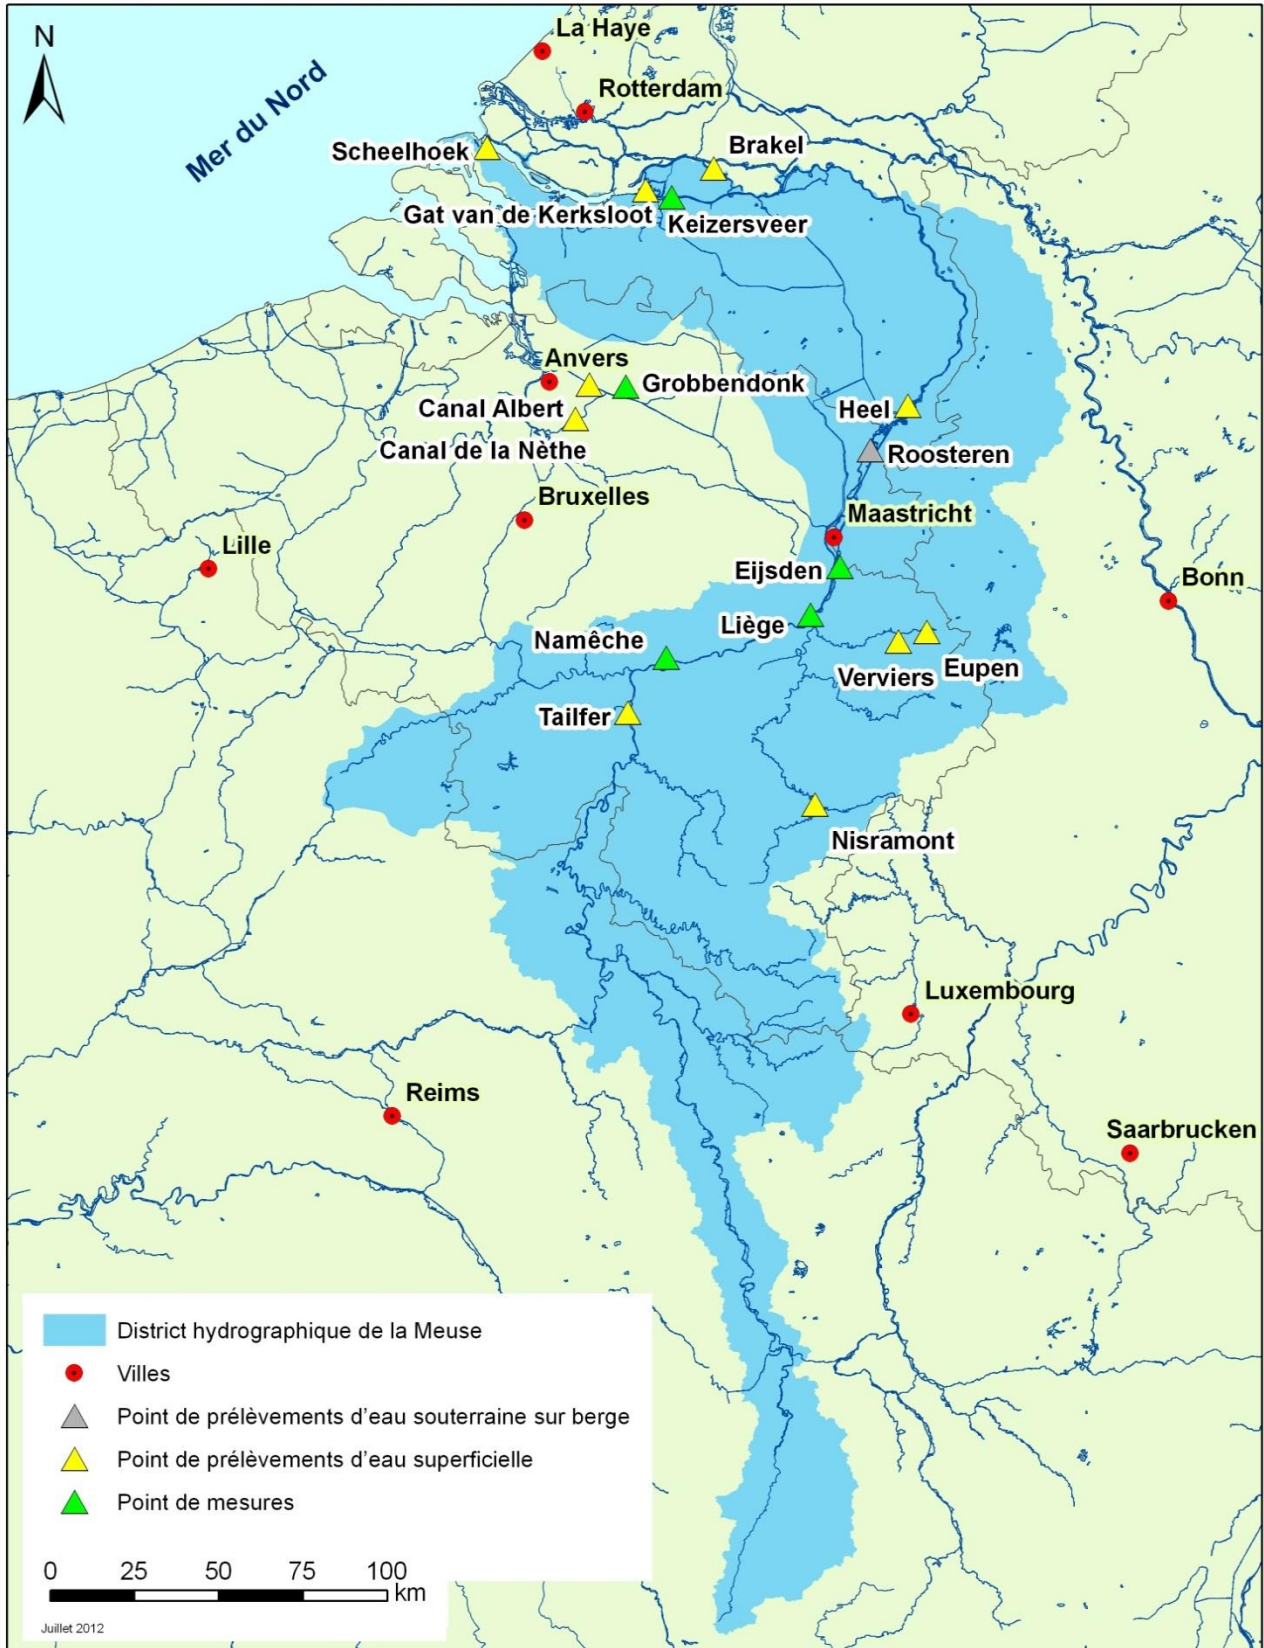 N
La Haye
Mer du Nord
Rotterdam
Scheelhoek
Brakel
Gat van de Kerksloot
Keizersveer
Anvers
Grobbendonk
Canal Albert
Heel
Canal de la Nèthe
Roosteren
Bruxelles
Maastricht
Lille
Eijsden
Bonn
Liège
Namêche
Verviers
Eupen
Tailfer
Nisramont
Luxembourg
Reims
Saarbrucken
District hydrographique de la Meuse
Villes
Point de prélèvements d'eau souterraine sur berge
Point de prélèvements d'eau superficielle
Point de mesures
0 25 50 75 100
km
Juillet 2012